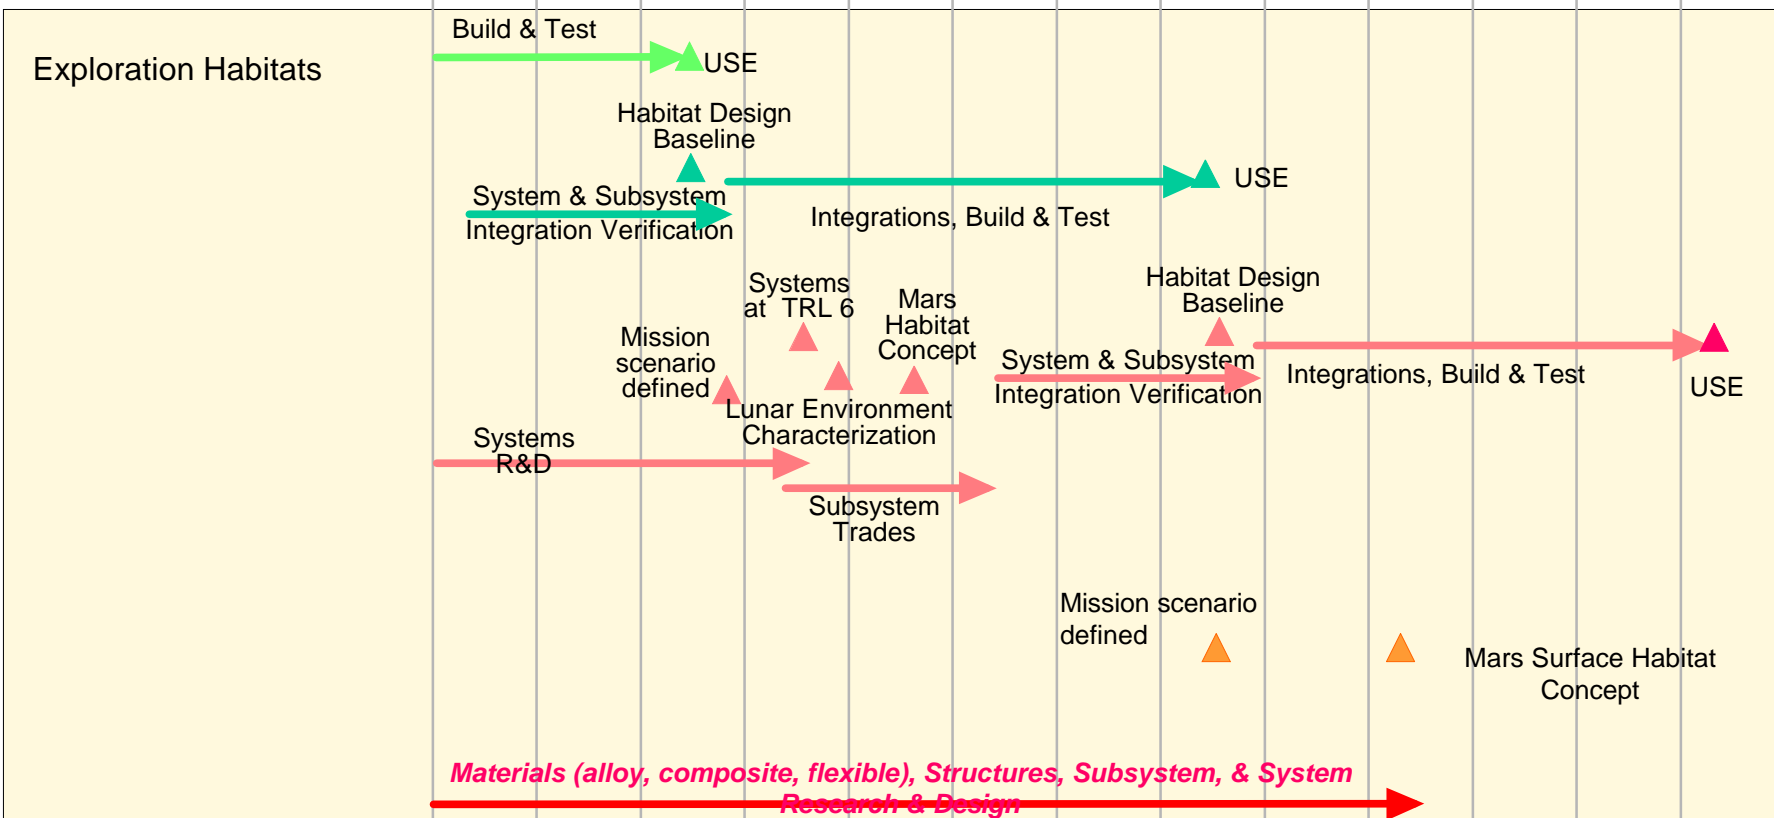 Build & Test
Exploration Habitats
USE
Habitat Design
Baseline
USE
System & Subsystem
Integration Verification
Integrations, Build & Test
Habitat Design
Baseline
Systems
at TRL 6
Mars
Habitat
Concept
Mission
scenario
defined
System & Subsystem
Integration Verification
Integrations, Build & Test
USE
Lunar Environment
Characterization
Systems
R&D
Subsystem
Trades
Mission scenario
defined
Mars Surface Habitat
Concept
Materials (alloy, composite, flexible), Structures, Subsystem, & System
Research & Design